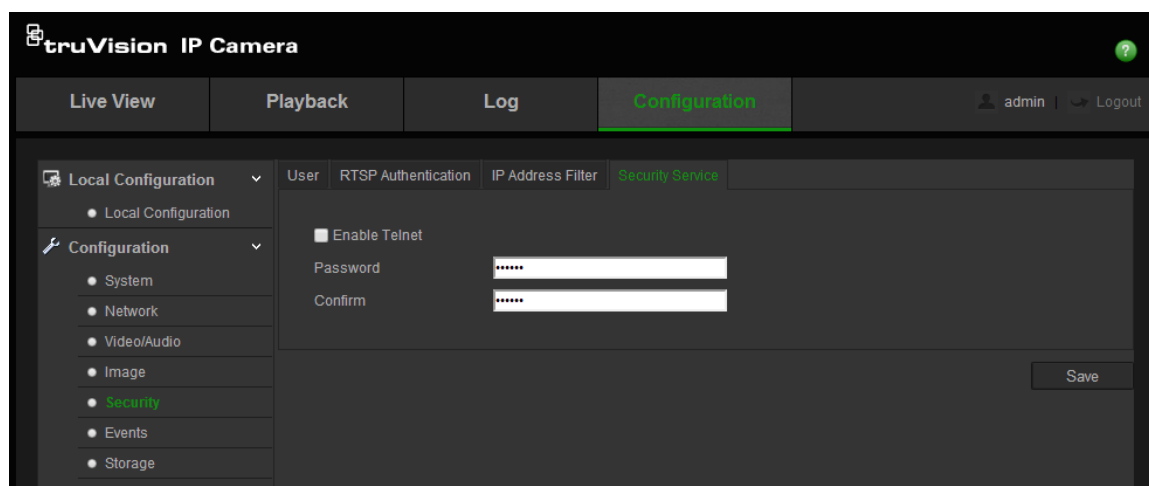 truVision IP Camera
?
Live View Playback Log Configuration admin | Logout
Local Configuration User RTSP Authentication IP Address Filter Security Service
Local Configuration
Enable Telnet
Configuration
Password ••••••
System
Confirm ••••••
Network
Video/Audio
Image Save
Security
Events
Storage